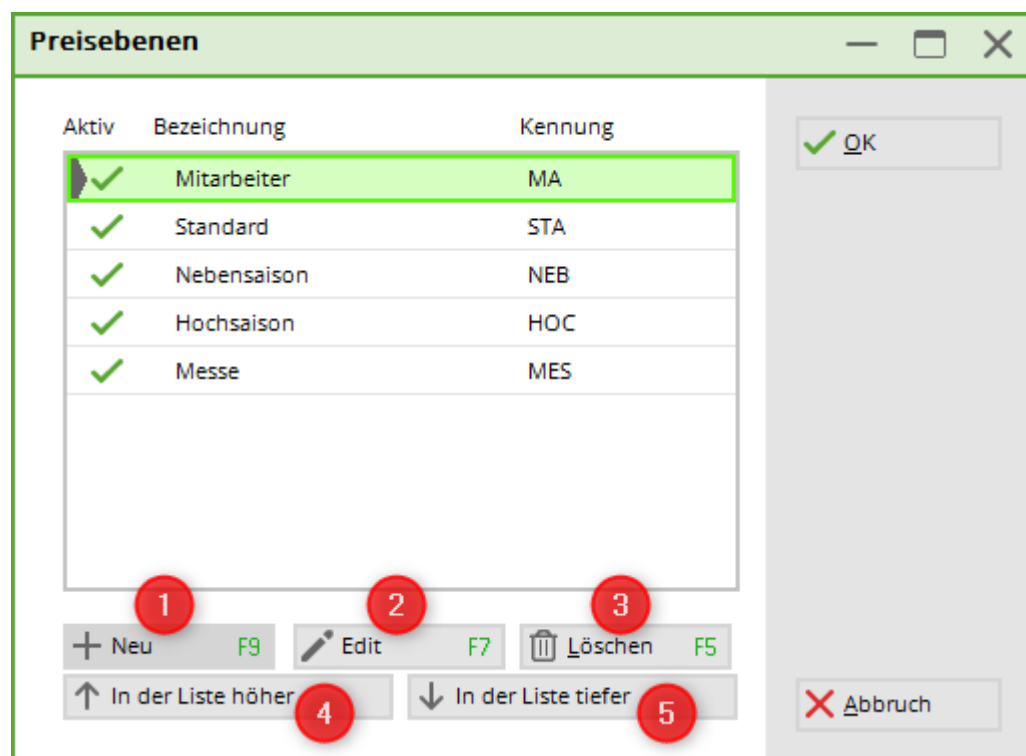 Preisebenen
Aktiv Bezeichnung Kennung
OK
Mitarbeiter MA
Standard STA
Nebensaison NEB
Hochsaison HOC
Messe MES
1 2 3
Neu F9 Edit F7 Löschen F5
In der Liste höher 4 In der Liste tiefer 5
Abbruch